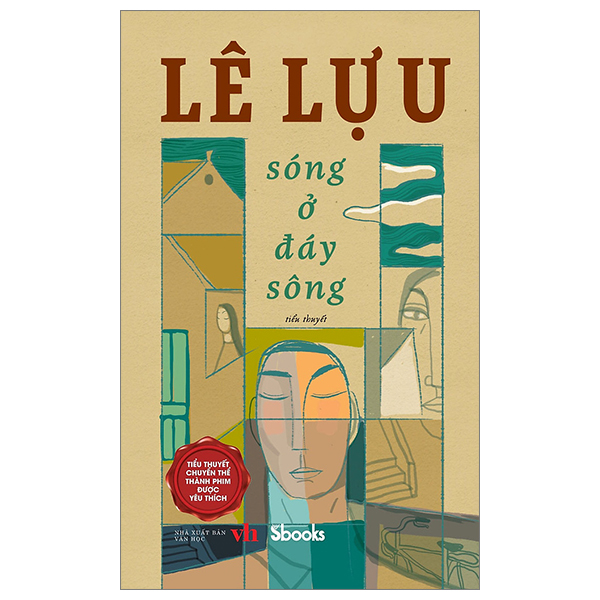 LÊ LỰU
sóng
ở
đáy
sông
tiểu thuyết
TIỂU THUYẾT
CHUYỂN THỂ
THÀNH PHIM
ĐƯỢC
YÊU THÍCH
NHÀ XUẤT BẢN
VĂN HỌC
vh
Sbooks